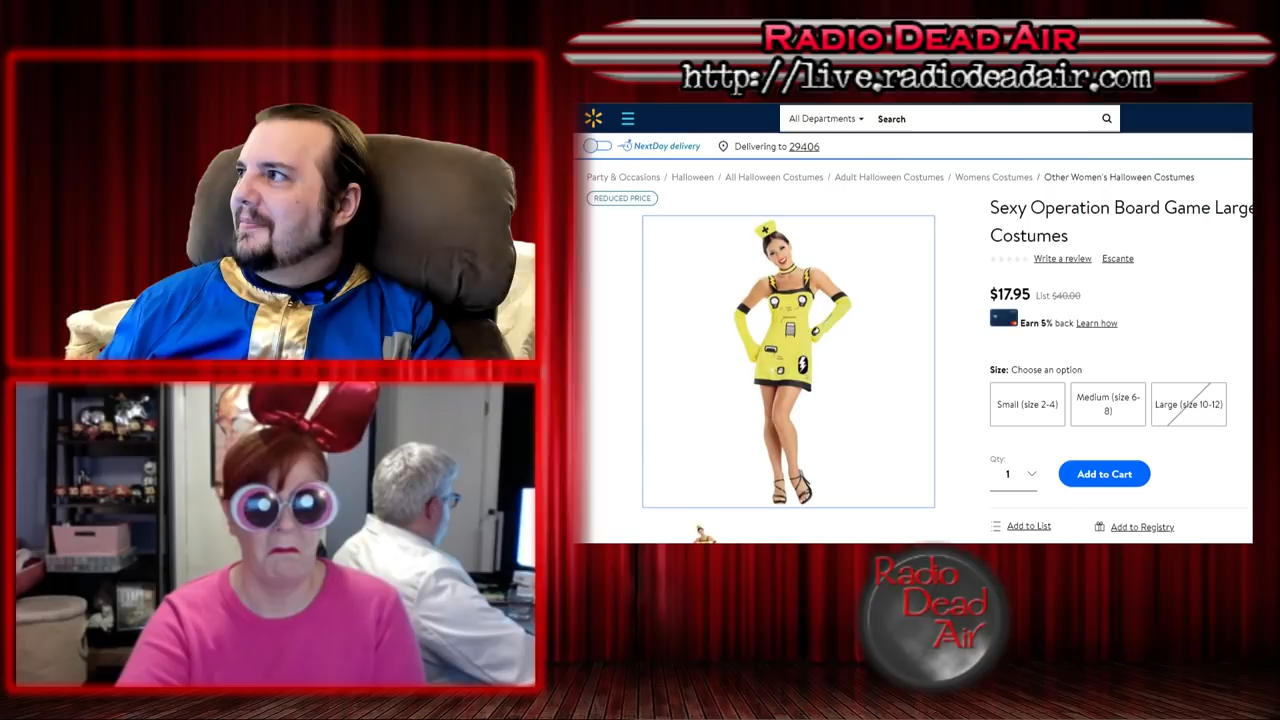 Radio Dead Air
http://live.radiodeadair.com
All Departments
Search
NextDay delivery
Delivering to 29406
Party & Occasions / Halloween / All Halloween Costumes / Adult Halloween Costumes / Womens Costumes / Other Women's Halloween Costumes
REDUCED PRICE
Sexy Operation Board Game Large
Costumes
Write a review Escante
$17.95 List $40.00
Earn 5% back Learn how
Size: Choose an option
Small (size 2-4)
Medium (size 6-
8)
Large (size 10-12)
Qty:
1
Add to Cart
Add to List
Add to Registry
Radio
Dead
Air